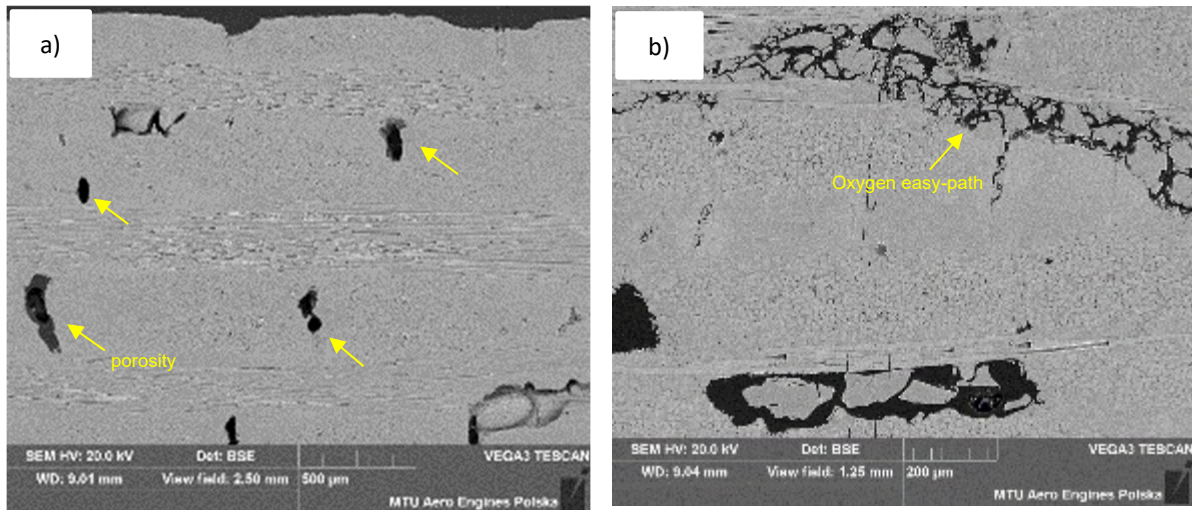 a)
porosity
SEM HV: 20.0 kV
Det: BSE
VEGA3 TESCAN
WD: 9.01 mm
View field: 2.50 mm
500 µm
MTU Aero Engines Polska
b)
Oxygen easy-path
SEM HV: 20.0 kV
Det: BSE
VEGA3 TESCAN
WD: 9.04 mm
View field: 1.25 mm
200 µm
MTU Aero Engines Polska